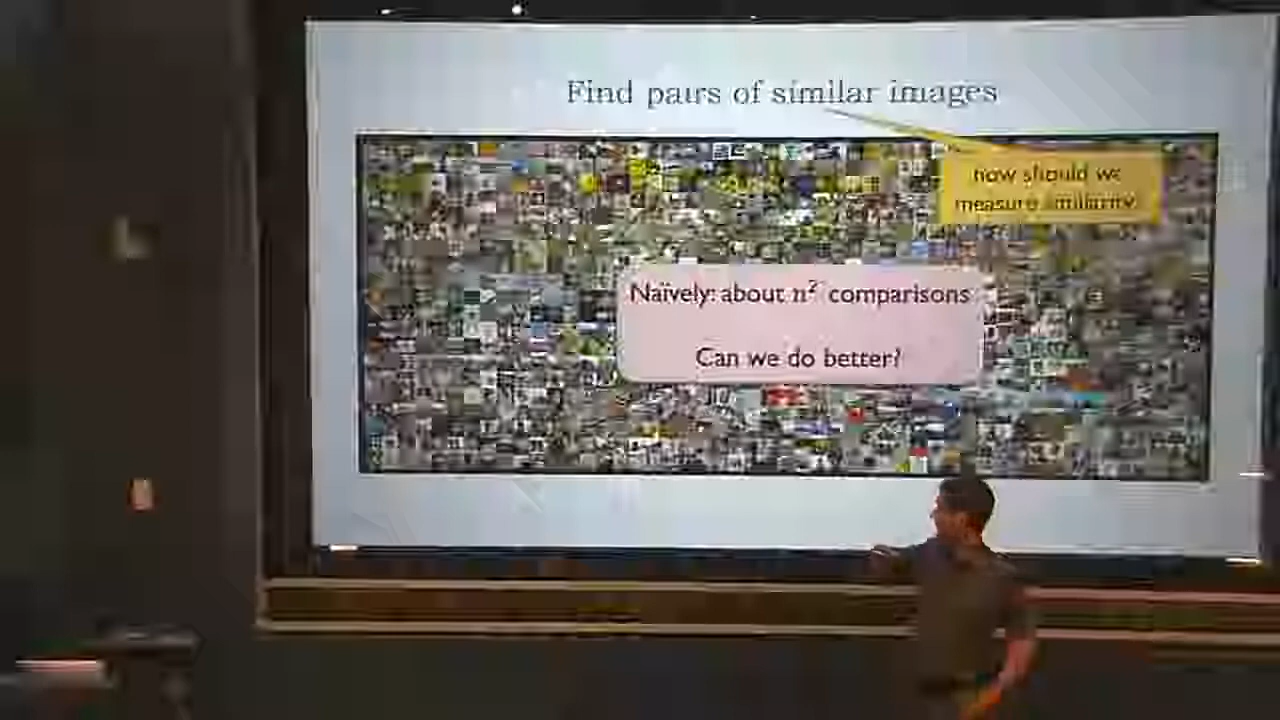 Find pairs of similar images
how should we
measure similarity
Naïvely: about n² comparisons
Can we do better?